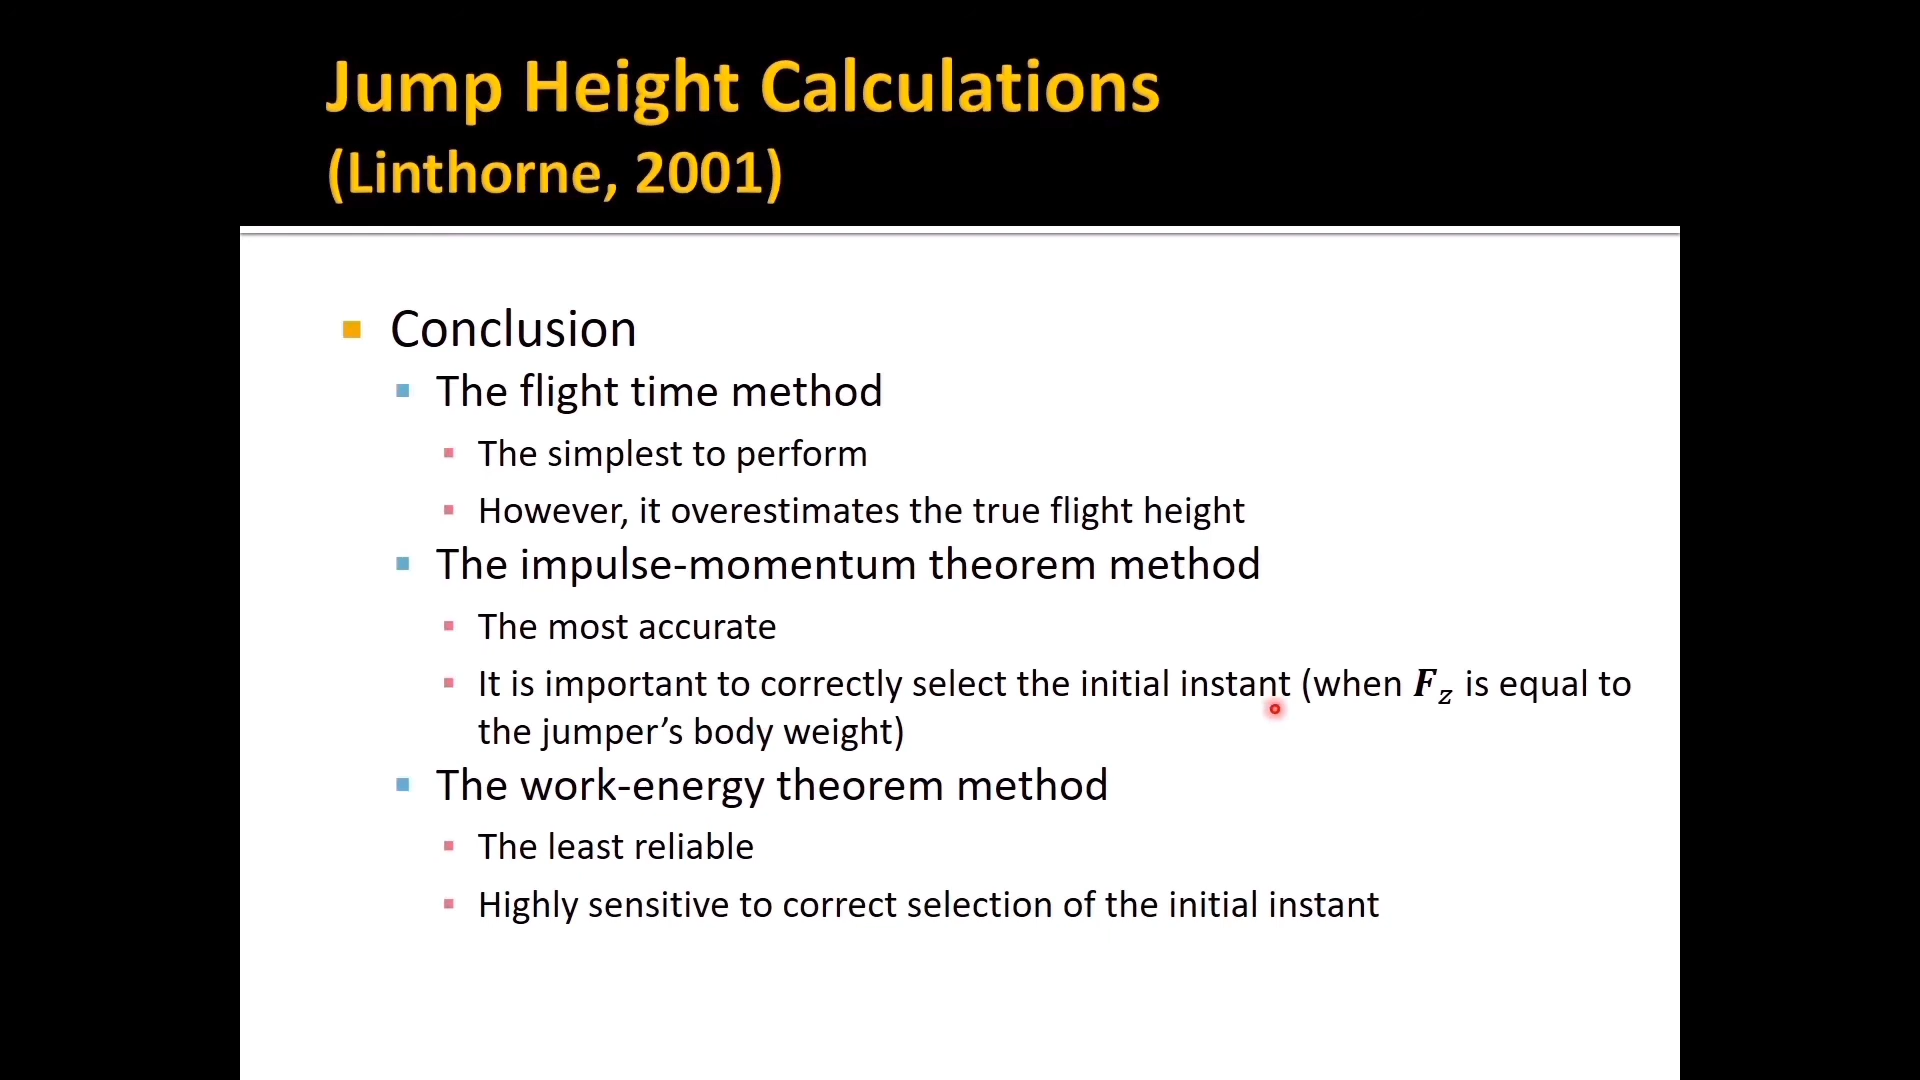 Jump Height Calculations
(Linthorne, 2001)
Conclusion
The flight time method
The simplest to perform
However, it overestimates the true flight height
The impulse-momentum theorem method
The most accurate
It is important to correctly select the initial instant (when F_z is equal to
the jumper’s body weight)
The work-energy theorem method
The least reliable
Highly sensitive to correct selection of the initial instant